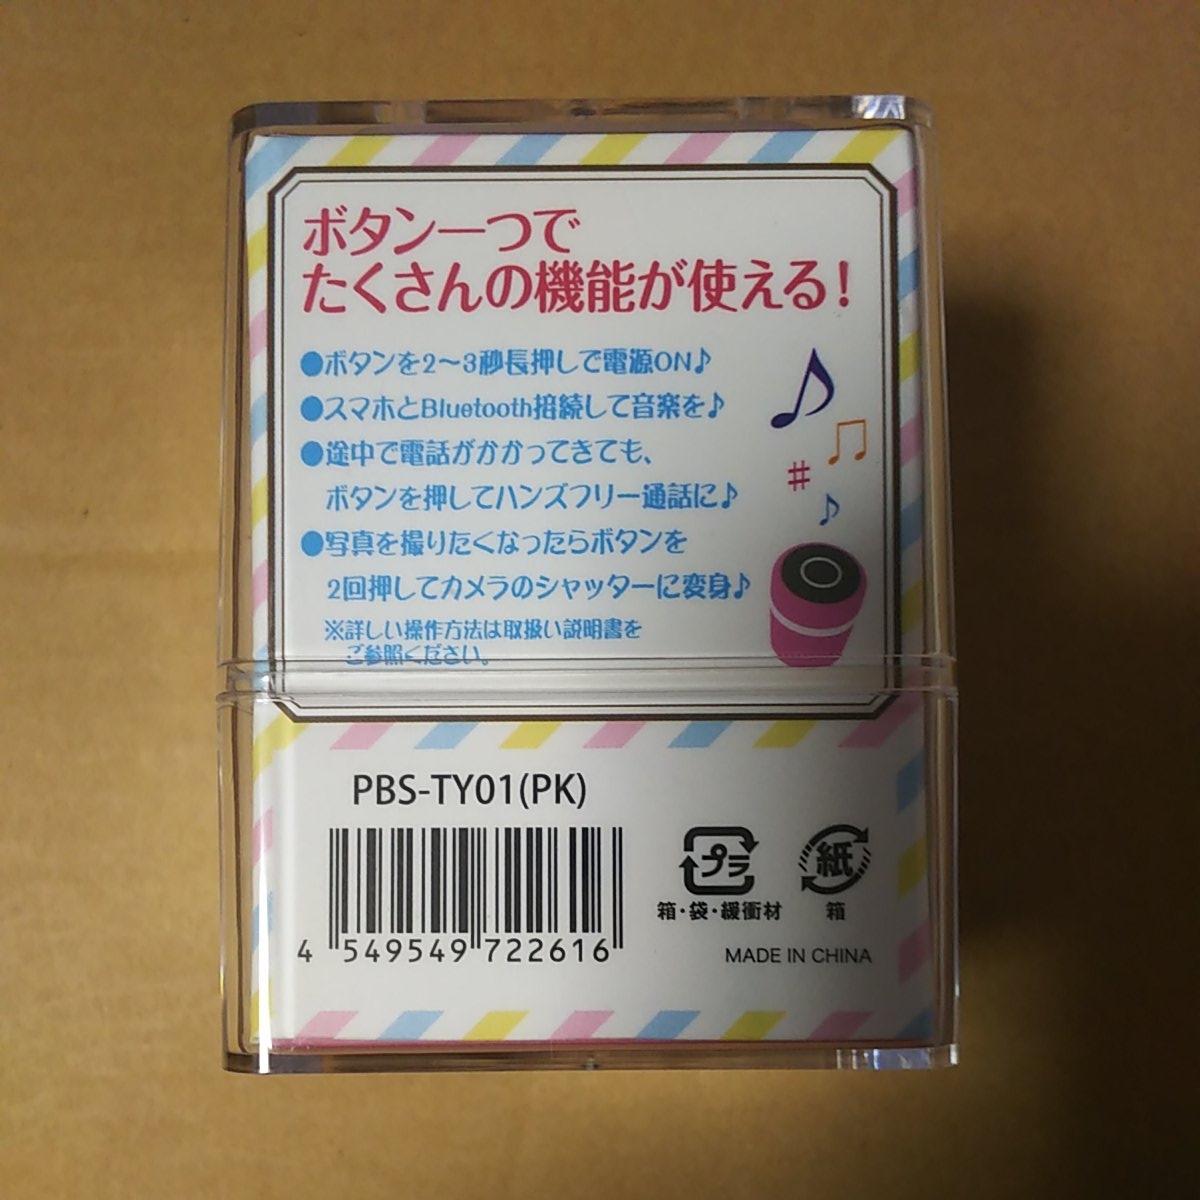 ボタン一つで
たくさんの機能が使える!
●ボタンを2〜3秒長押しで電源ON♪
●スマホとBluetooth接続して音楽を♪
●途中で電話がかかってきても、
ボタンを押してハンズフリー通話に♪
●写真を撮りたくなったらボタンを
2回押してカメラのシャッターに変身♪
※詳しい操作方法は取扱い説明書を
ご参照ください。
PBS-TY01(PK)
4 549549 722616
プラ
箱・袋・緩衝材
紙
箱
MADE IN CHINA